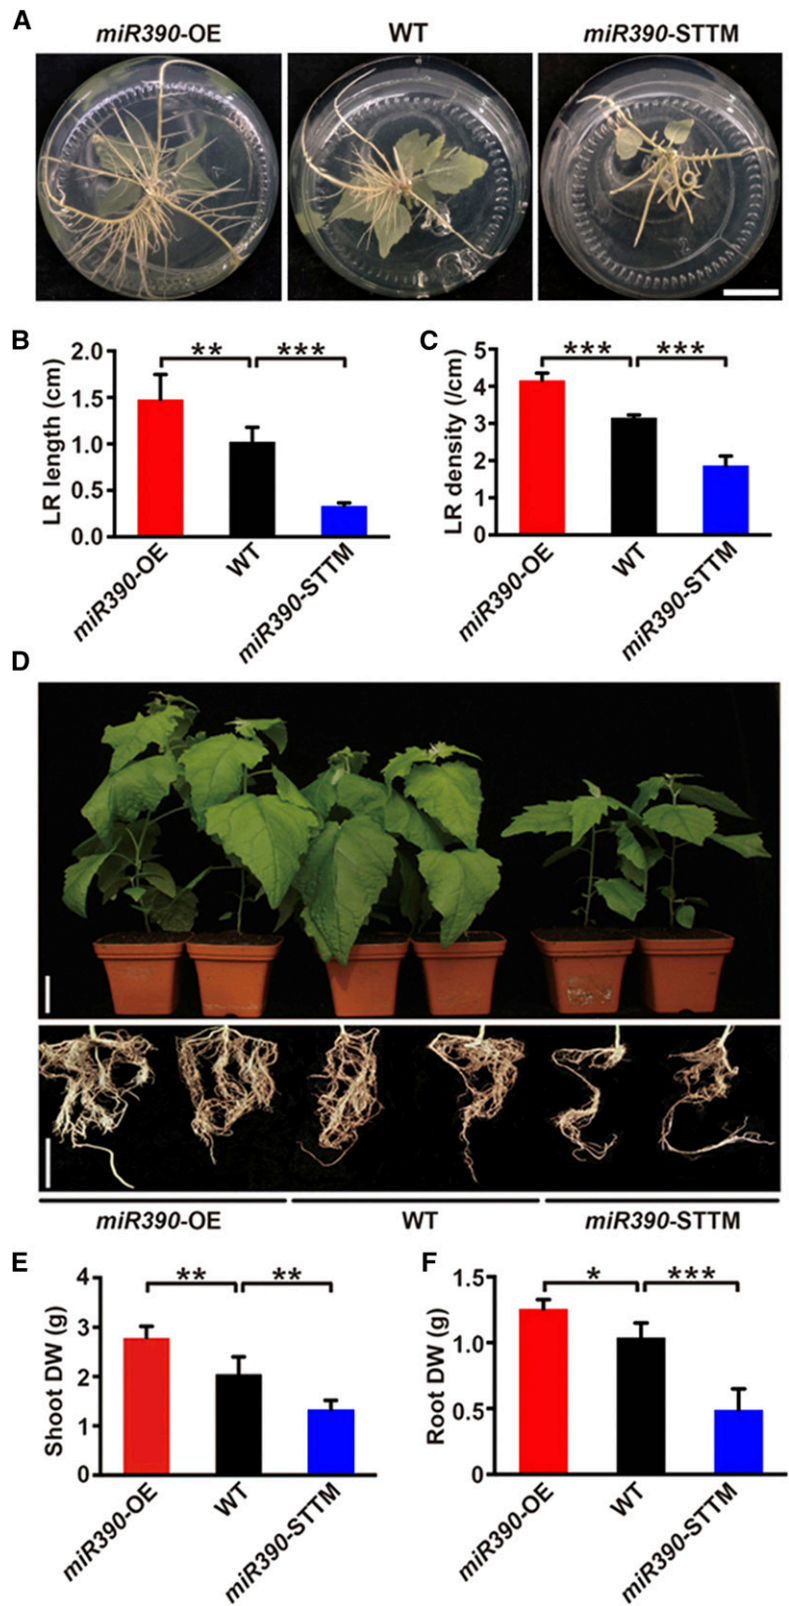 A
miR390-OE WT miR390-STTM
B
LR length (cm)
2.0
1.5
1.0
0.5
0.0
** ***
miR390-OE WT miR390-STTM
C
LR density (/cm)
5
4
3
2
1
0
*** ***
miR390-OE WT miR390-STTM
D
miR390-OE WT miR390-STTM
E
Shoot DW (g)
4
3
2
1
0
** **
miR390-OE WT miR390-STTM
F
Root DW (g)
1.5
1.0
0.5
0
* ***
miR390-OE WT miR390-STTM